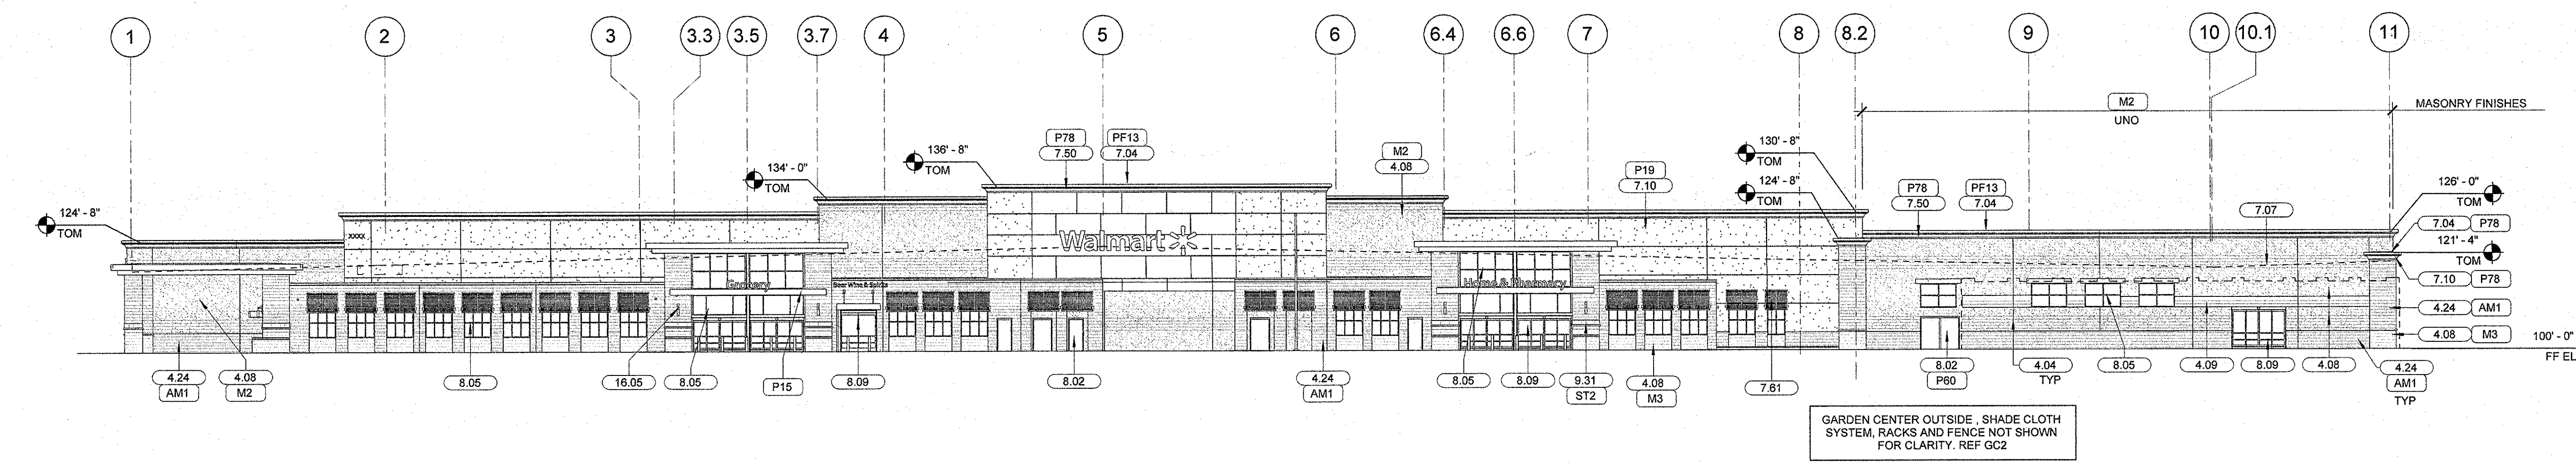 1
2
3
3.3
3.5
3.7
4
5
6
6.4
6.6
7
8
8.2
9
10
10.1
11
M2
UNO
MASONRY FINISHES
124' - 8"
TOM
134' - 0"
TOM
136' - 8"
TOM
P78
7.50
PF13
7.04
M2
4.08
P19
7.10
130' - 8"
TOM
124' - 8"
TOM
P78
7.50
PF13
7.04
7.07
126' - 0"
TOM
7.04 P78
121' - 4"
TOM
7.10 P78
4.24 AM1
4.08 M3
100' - 0"
FF EL
XXXX
Walmart
Grocery
Beer Wine & Spirits
Home & Pharmacy
4.24
AM1
4.08
M2
8.05
16.05
8.05
P15
8.09
8.02
4.24
AM1
8.05
8.09
9.31
ST2
4.08
M3
7.61
8.02
P60
4.04
TYP
8.05
4.09
8.09
4.08
4.24
AM1
TYP
GARDEN CENTER OUTSIDE , SHADE CLOTH
SYSTEM, RACKS AND FENCE NOT SHOWN
FOR CLARITY. REF GC2